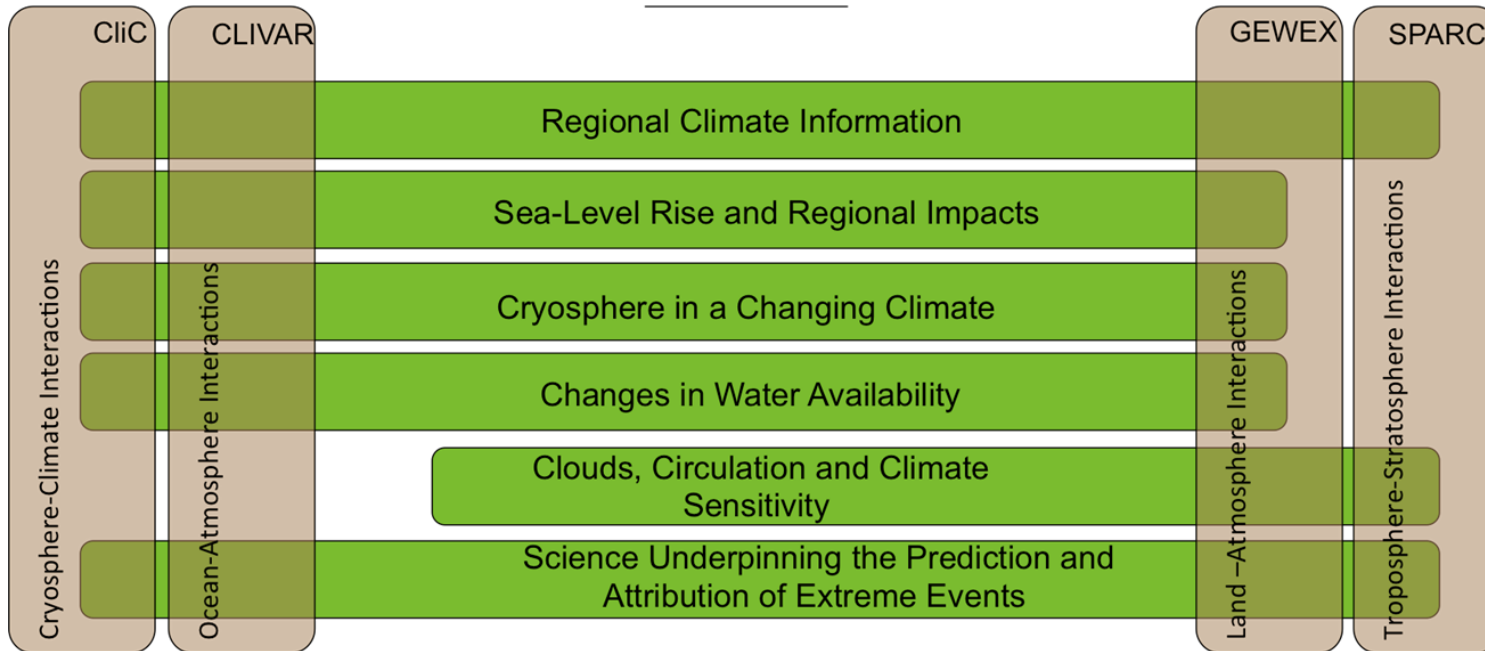 CliC
CLIVAR
GEWEX
SPARC
Regional Climate Information
Sea-Level Rise and Regional Impacts
Cryosphere in a Changing Climate
Changes in Water Availability
Clouds, Circulation and Climate
Sensitivity
Science Underpinning the Prediction and
Attribution of Extreme Events
Cryosphere-Climate Interactions
Ocean-Atmosphere Interactions
Land –Atmosphere Interactions
Troposphere-Stratosphere Interactions